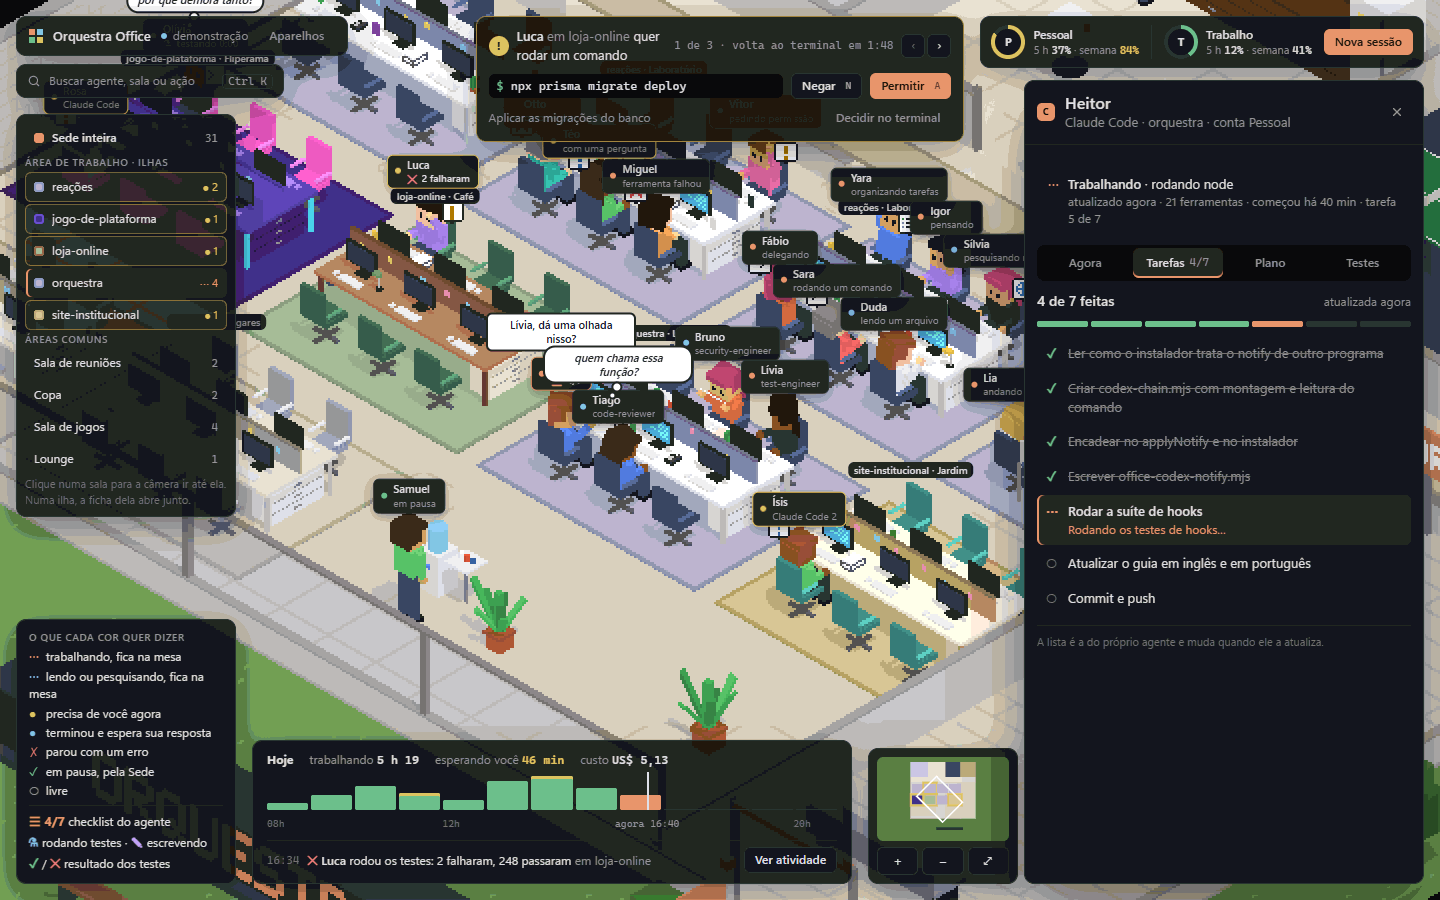 por que demora tanto?
Orquestra Office
demonstração
Aparelhos
jogo-de-plataforma · Fliperama
Buscar agente, sala ou ação
Ctrl K
Claude Code
Sede inteira 31
ÁREA DE TRABALHO · ILHAS
reações 2
jogo-de-plataforma 1
loja-online 1
orquestra 4
site-institucional 1
ÁREAS COMUNS
Sala de reuniões 2
Copa 2
Sala de jogos 4
Lounge 1
Clique numa sala para a câmera ir até ela.
Numa ilha, a ficha dela abre junto.
O QUE CADA COR QUER DIZER
trabalhando, fica na mesa
lendo ou pesquisando, fica na
mesa
precisa de você agora
terminou e espera sua resposta
parou com um erro
em pausa, pela Sede
livre
4/7 checklist do agente
rodando testes · escrevendo
✓ / ✗ resultado dos testes
! Luca em loja-online quer
rodar um comando
1 de 3 · volta ao terminal em 1:48
‹ ›
$ npx prisma migrate deploy
Negar N
Permitir A
Aplicar as migrações do banco
Decidir no terminal
P Pessoal
5 h 37% · semana 84%
T Trabalho
5 h 12% · semana 41%
Nova sessão
com uma pergunta
Luca
2 falharam
loja-online · Café
Miguel
ferramenta falhou
Yara
organizando tarefas
Igor
pensando
Fábio
delegando
Sílvia
pesquisando
Sara
rodando um comando
Duda
lendo um arquivo
Lívia, dá uma olhada
nisso?
quem chama essa
função?
Bruno
security-engineer
Lívia
test-engineer
Lia
andando
Tiago
code-reviewer
site-institucional · Jardim
Samuel
em pausa
Ísis
Claude Code 2
C Heitor
Claude Code · orquestra · conta Pessoal
×
Trabalhando · rodando node
atualizado agora · 21 ferramentas · começou há 40 min · tarefa
5 de 7
Agora
Tarefas 4/7
Plano
Testes
4 de 7 feitas
atualizada agora
Ler como o instalador trata o notify de outro programa
Criar codex-chain.mjs com montagem e leitura do
comando
Encadear no applyNotify e no instalador
Escrever office-codex-notify.mjs
Rodar a suíte de hooks
Rodando os testes de hooks...
Atualizar o guia em inglês e em português
Commit e push
A lista é a do próprio agente e muda quando ele a atualiza.
Hoje trabalhando 5 h 19 esperando você 46 min custo US$ 5,13
08h 12h agora 16:40 20h
16:34 Luca rodou os testes: 2 falharam, 248 passaram em loja-online
Ver atividade
+ −